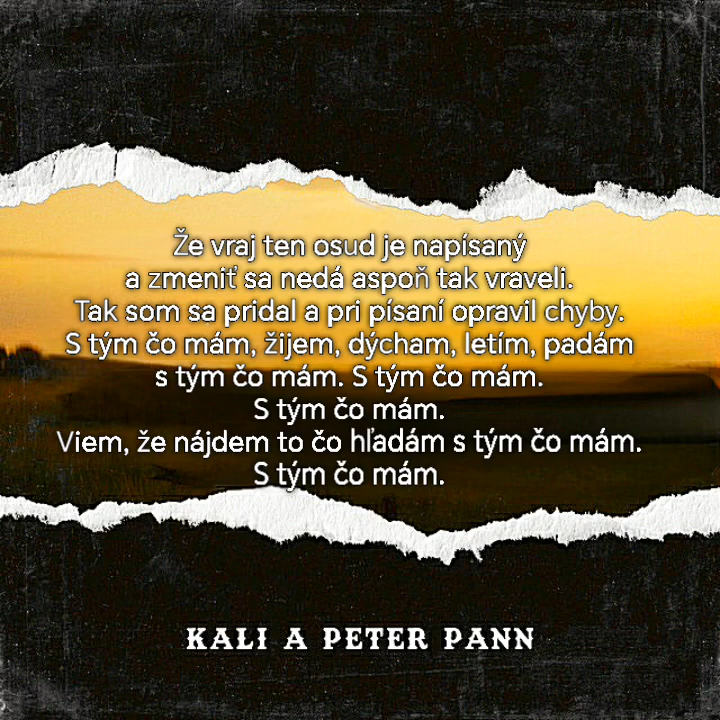 Že vraj ten osud je napísaný
a zmeniť sa nedá aspoň tak vraveli.
Tak som sa pridal a pri písaní opravil chyby.
S tým čo mám, žijem, dýcham, letím, padám
s tým čo mám. S tým čo mám.
S tým čo mám.
Viem, že nájdem to čo hľadám s tým čo mám.
S tým čo mám.
KALI A PETER PANN